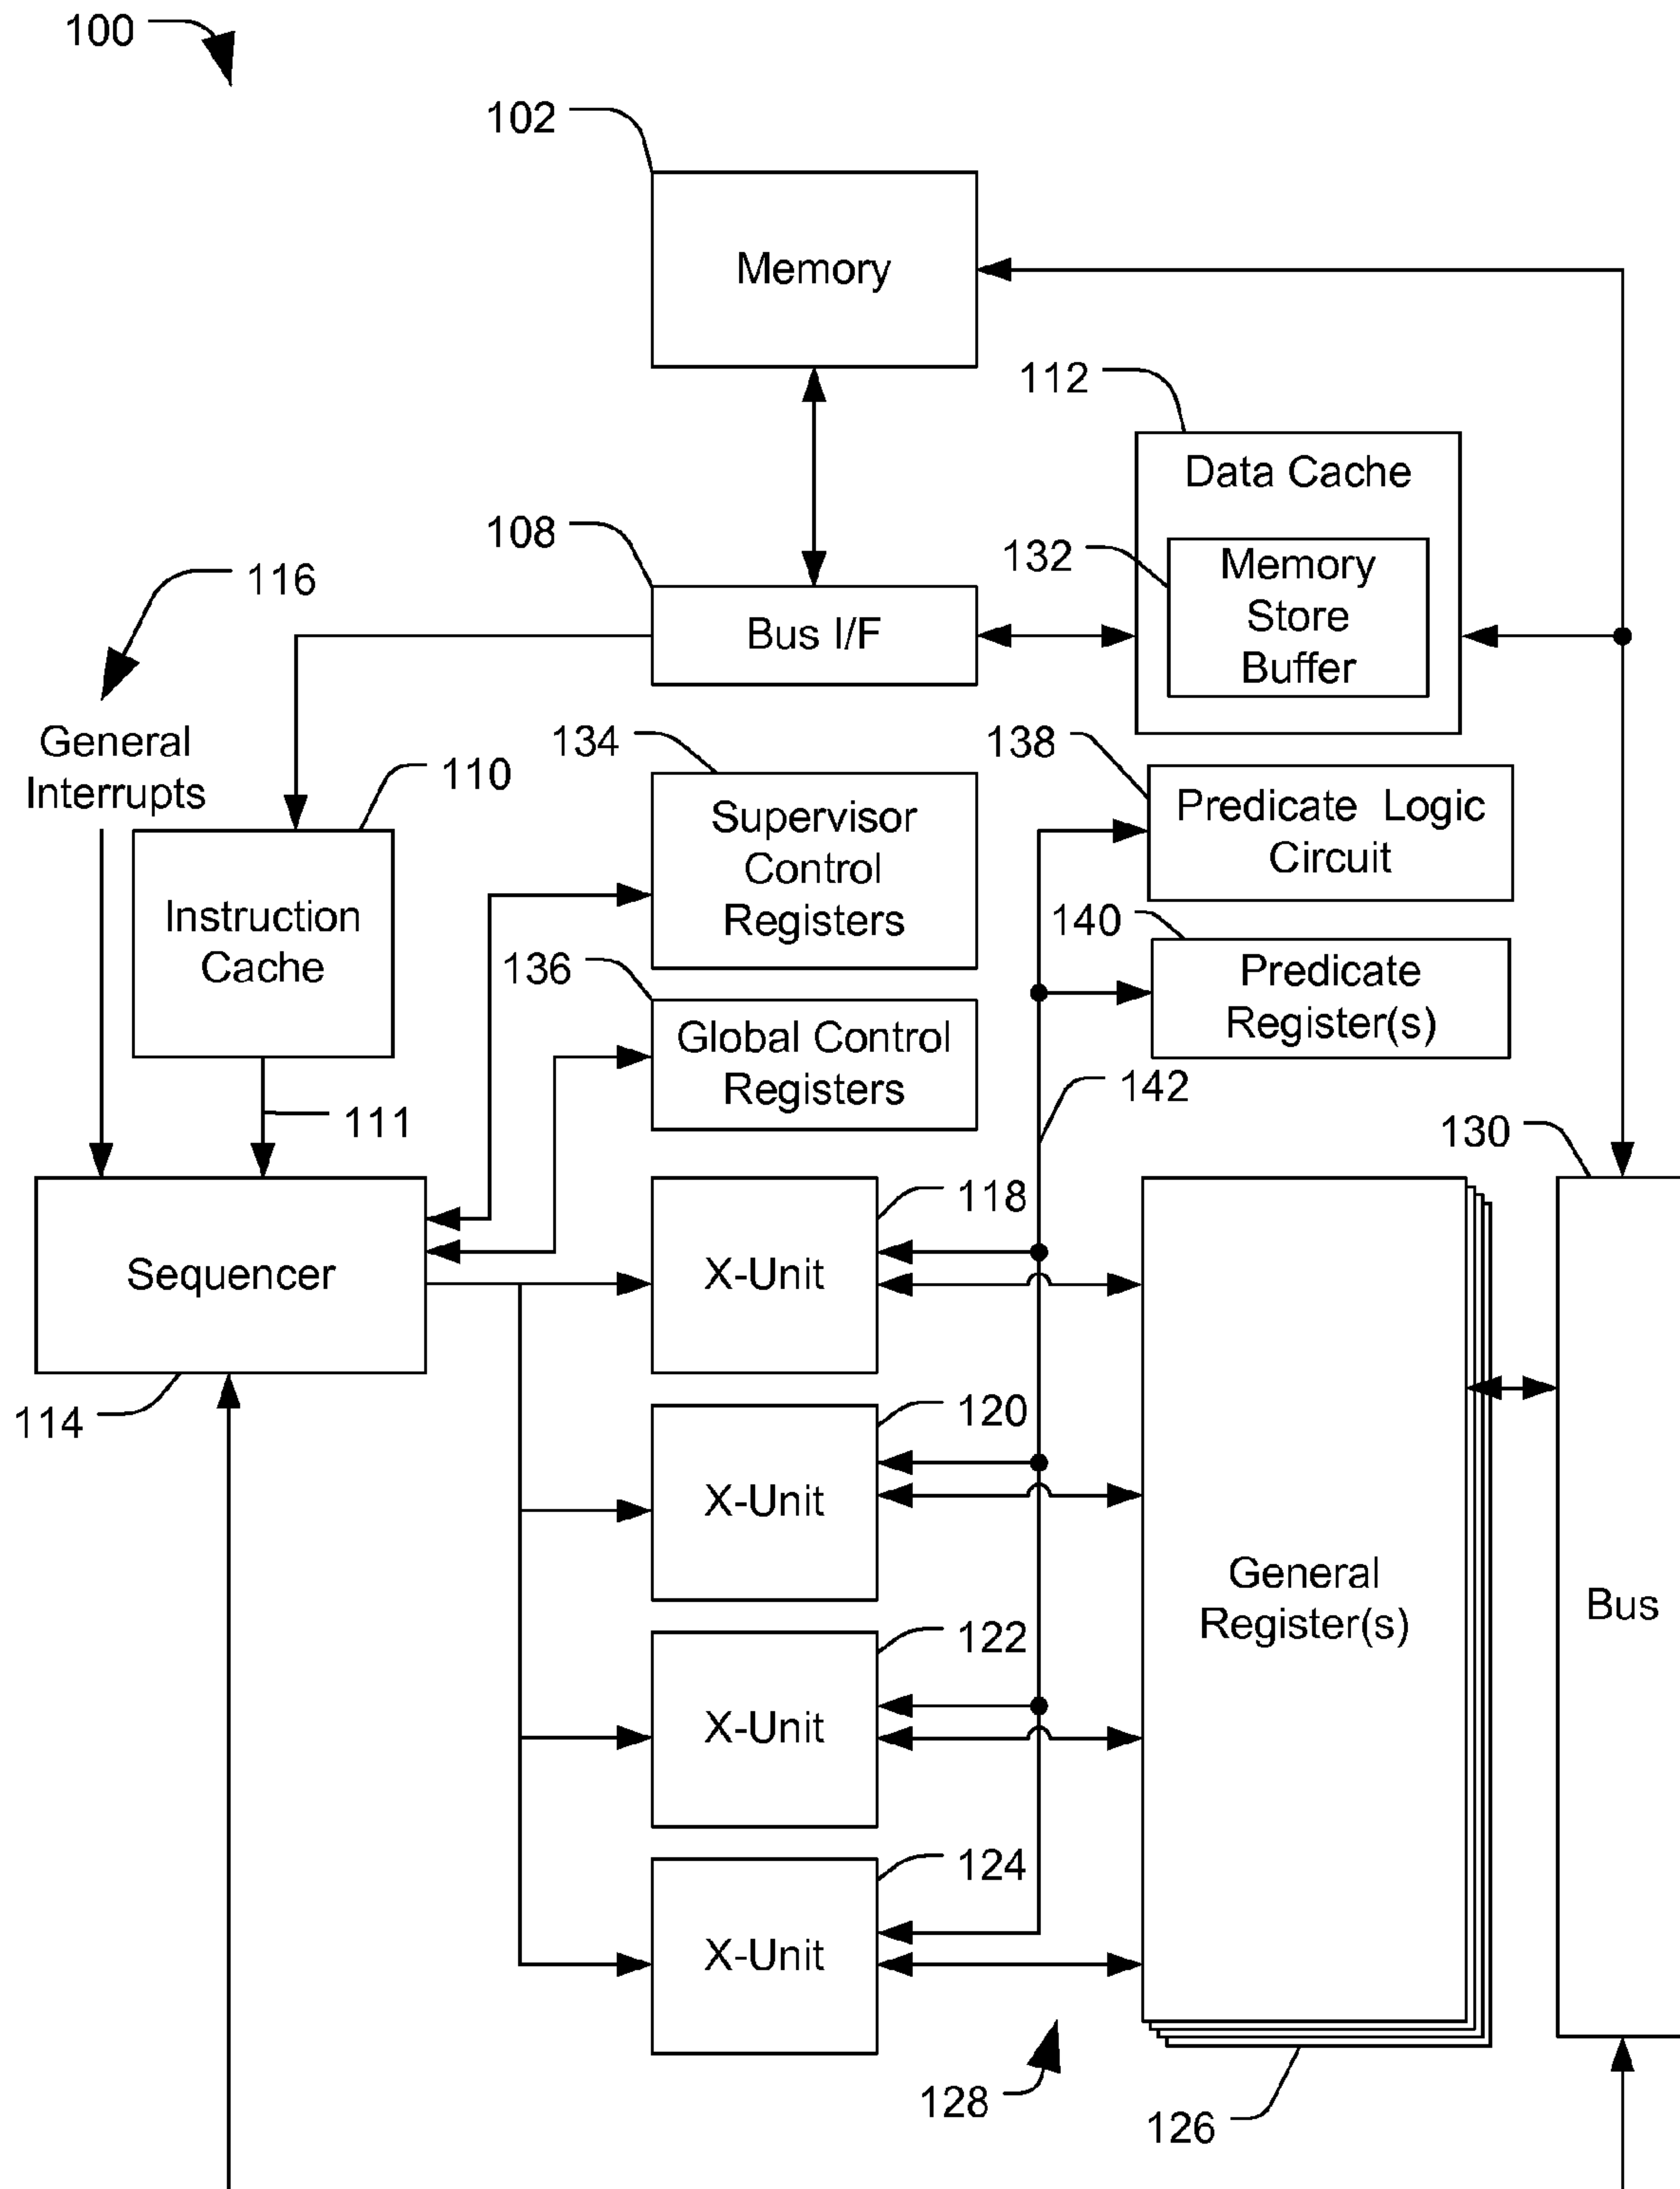 100
102
Memory
112
Data Cache
108
132
Memory
Store
Buffer
116
Bus I/F
General
Interrupts
110
134
138
Supervisor
Control
Registers
Predicate Logic
Circuit
Instruction
Cache
136
140
Predicate
Register(s)
Global Control
Registers
111
142
130
118
Sequencer
X-Unit
114
120
X-Unit
General
Register(s)
Bus
122
X-Unit
124
X-Unit
128
126